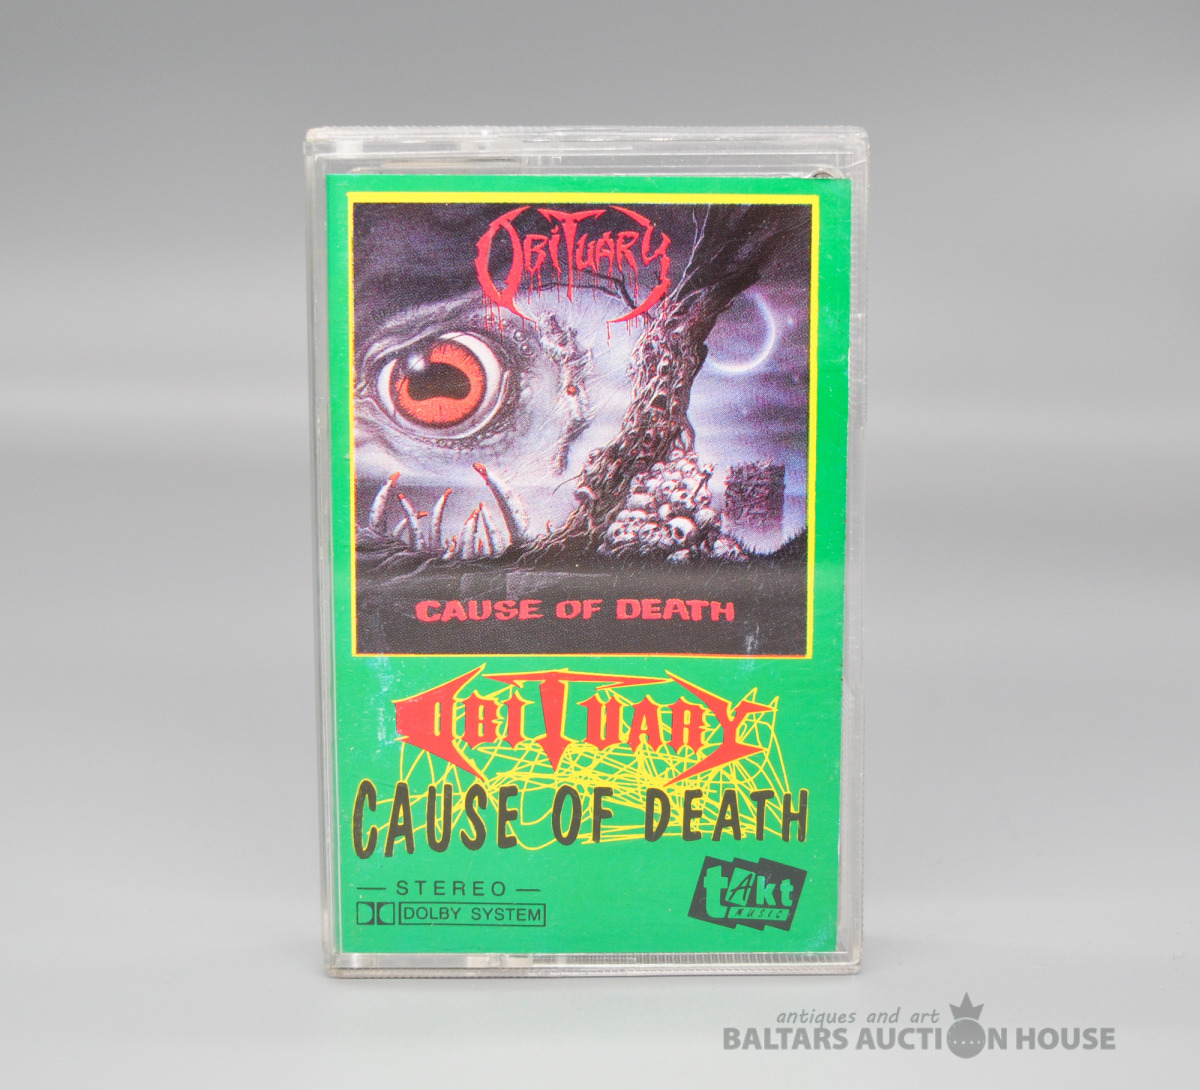 OBITUARY
CAUSE OF DEATH
OBITUARY
CAUSE OF DEATH
— STEREO —
DOLBY SYSTEM
tAkt
MUSIC
antiques and art
BALTARS AUCTION HOUSE